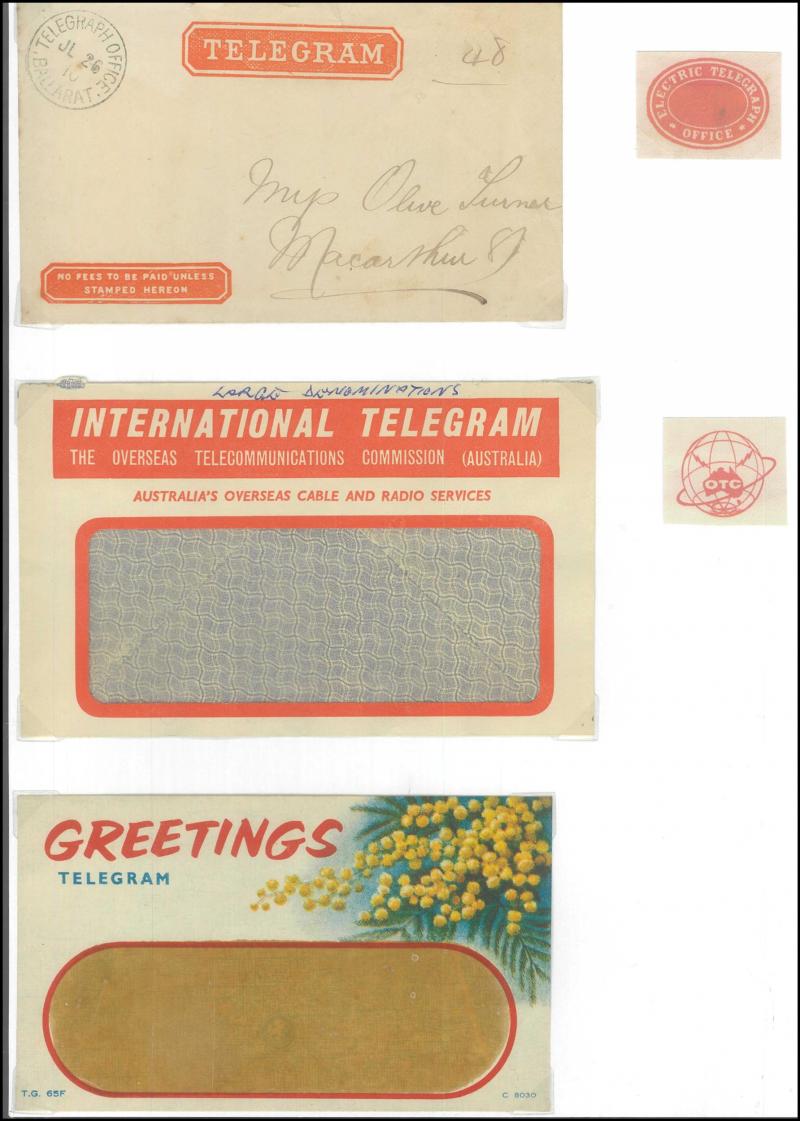 TELEGRAPH OFFICE
JL 26
10
BALLARAT.
TELEGRAM
48
Olive Turner
Macarthur St
NO FEES TO BE PAID UNLESS
STAMPED HEREON
ELECTRIC TELEGRAPH
OFFICE
LARGE DENOMINATIONS
INTERNATIONAL TELEGRAM
THE OVERSEAS TELECOMMUNICATIONS COMMISSION (AUSTRALIA)
AUSTRALIA'S OVERSEAS CABLE AND RADIO SERVICES
OTC
GREETINGS
TELEGRAM
T.G. 65F
C 8030